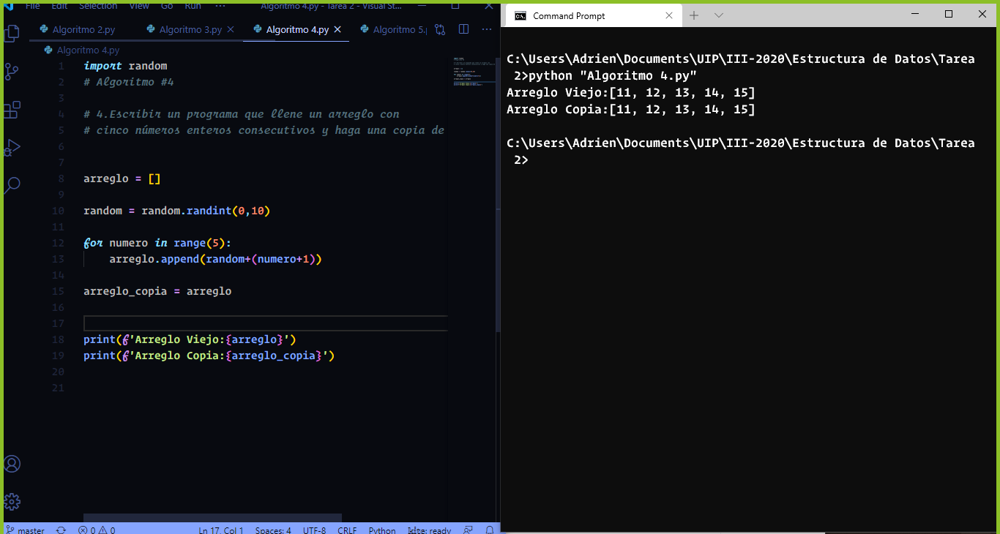 File Edit Selection View Go Run ··· Algoritmo 4.py - Tarea 2 - Visual St...
Algoritmo 2.py Algoritmo 3.py Algoritmo 4.py Algoritmo 5.
Algoritmo 4.py
1 import random
2 # Algoritmo #4
3
4 # 4.Escribir un programa que llene un arreglo con
5 # cinco números enteros consecutivos y haga una copia de
6
7
8 arreglo = []
9
10 random = random.randint(0,10)
11
12 for numero in range(5):
13 arreglo.append(random+(numero+1))
14
15 arreglo_copia = arreglo
16
17
18 print(f'Arreglo Viejo:{arreglo}')
19 print(f'Arreglo Copia:{arreglo_copia}')
20
21
master 0 0 Ln 17, Col 1 Spaces: 4 UTF-8 CRLF Python kite: ready
Command Prompt
C:\Users\Adrien\Documents\UIP\III-2020\Estructura de Datos\Tarea
2>python "Algoritmo 4.py"
Arreglo Viejo:[11, 12, 13, 14, 15]
Arreglo Copia:[11, 12, 13, 14, 15]
C:\Users\Adrien\Documents\UIP\III-2020\Estructura de Datos\Tarea
2>